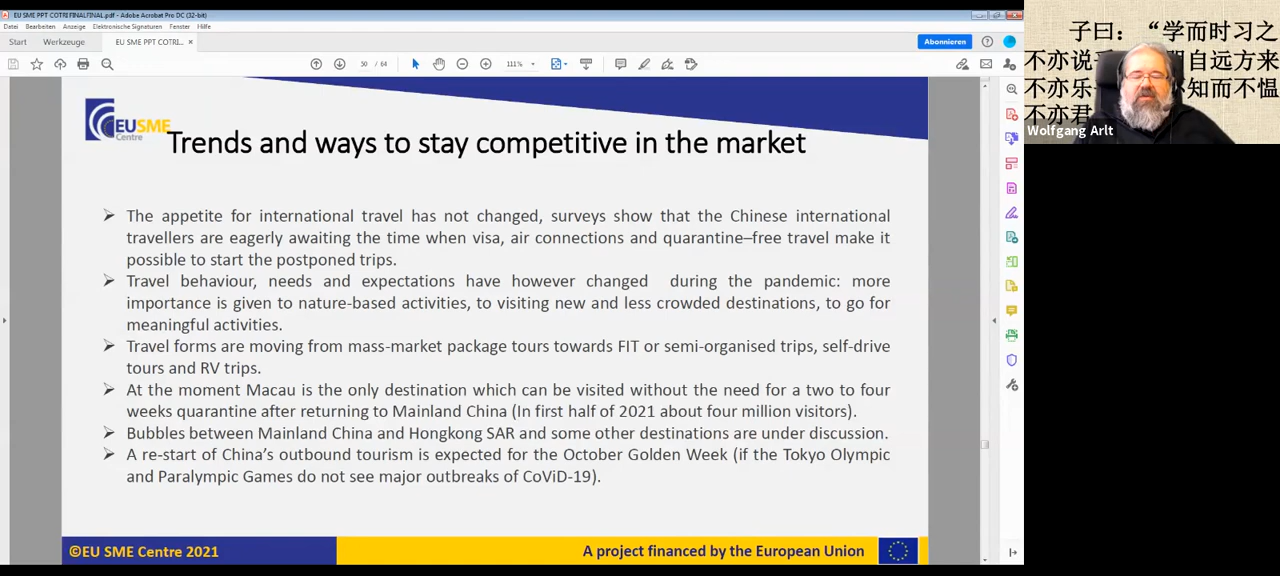 EU SME PPT COTRI FINALFINAL.pdf - Adobe Acrobat Pro DC (32-bit)
Datei Bearbeiten Anzeige Elektronische Signaturen Fenster Hilfe
Start Werkzeuge EU SME PPT COTRI... × Abonnieren
50 / 64 111%
EUSME
Centre
Trends and ways to stay competitive in the market
➢ The appetite for international travel has not changed, surveys show that the Chinese international
travellers are eagerly awaiting the time when visa, air connections and quarantine–free travel make it
possible to start the postponed trips.
➢ Travel behaviour, needs and expectations have however changed during the pandemic: more
importance is given to nature-based activities, to visiting new and less crowded destinations, to go for
meaningful activities.
➢ Travel forms are moving from mass-market package tours towards FIT or semi-organised trips, self-drive
tours and RV trips.
➢ At the moment Macau is the only destination which can be visited without the need for a two to four
weeks quarantine after returning to Mainland China (In first half of 2021 about four million visitors).
➢ Bubbles between Mainland China and Hongkong SAR and some other destinations are under discussion.
➢ A re-start of China's outbound tourism is expected for the October Golden Week (if the Tokyo Olympic
and Paralympic Games do not see major outbreaks of CoViD-19).
©EU SME Centre 2021 A project financed by the European Union
子曰：“学而时习之
不亦说 自远方来
不亦乐 知而不愠
不亦君
Wolfgang Arlt